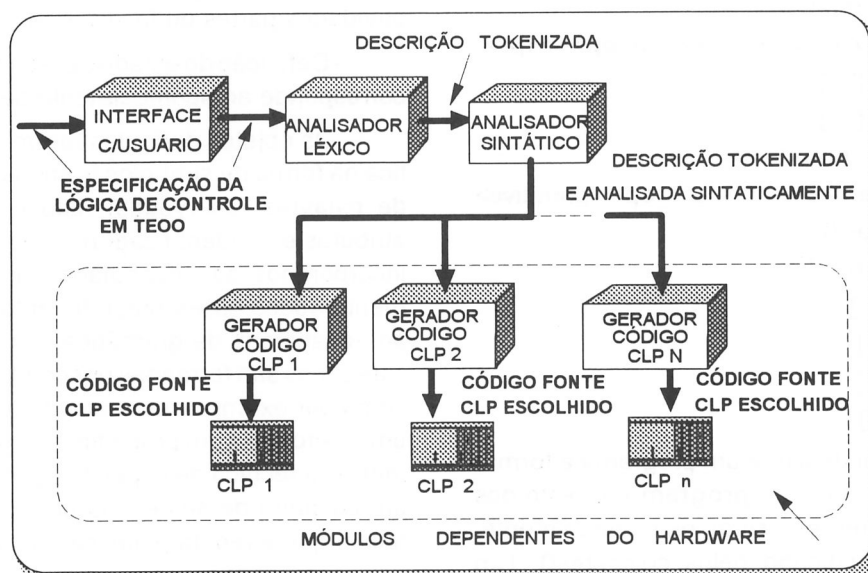 DESCRIÇÃO TOKENIZADA
INTERFACE
C/USUÁRIO
ANALISADOR
LÉXICO
ANALISADOR
SINTÁTICO
ESPECIFICAÇÃO DA
LÓGICA DE CONTROLE
EM TEOO
DESCRIÇÃO TOKENIZADA
E ANALISADA SINTATICAMENTE
GERADOR
CÓDIGO
CLP 1
GERADOR
CÓDIGO
CLP 2
GERADOR
CÓDIGO
CLP N
CÓDIGO FONTE
CLP ESCOLHIDO
CÓDIGO FONTE
CLP ESCOLHIDO
CÓDIGO FONTE
CLP ESCOLHIDO
CLP 1
CLP 2
CLP n
MÓDULOS DEPENDENTES DO HARDWARE